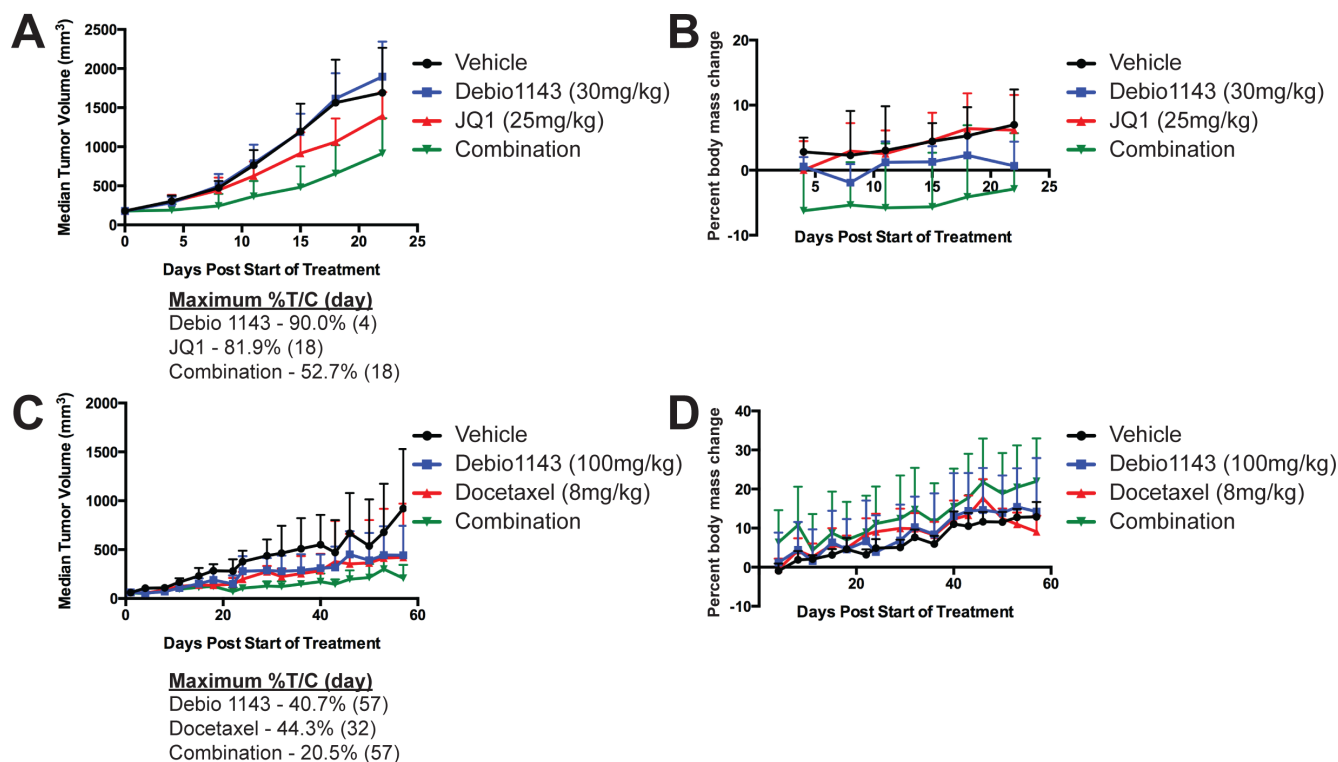 A
Median Tumor Volume (mm³)
2500
2000
1500
1000
500
0
0 5 10 15 20 25
Days Post Start of Treatment
Vehicle
Debio1143 (30mg/kg)
JQ1 (25mg/kg)
Combination
Maximum %T/C (day)
Debio 1143 - 90.0% (4)
JQ1 - 81.9% (18)
Combination - 52.7% (18)
B
Percent body mass change
20
10
0
-10
5 10 15 20 25
Days Post Start of Treatment
Vehicle
Debio1143 (30mg/kg)
JQ1 (25mg/kg)
Combination
C
Median Tumor Volume (mm³)
2000
1500
1000
500
0
0 20 40 60
Days Post Start of Treatment
Vehicle
Debio1143 (100mg/kg)
Docetaxel (8mg/kg)
Combination
Maximum %T/C (day)
Debio 1143 - 40.7% (57)
Docetaxel - 44.3% (32)
Combination - 20.5% (57)
D
Percent body mass change
40
30
20
10
0
-10
20 40 60
Days Post Start of Treatment
Vehicle
Debio1143 (100mg/kg)
Docetaxel (8mg/kg)
Combination